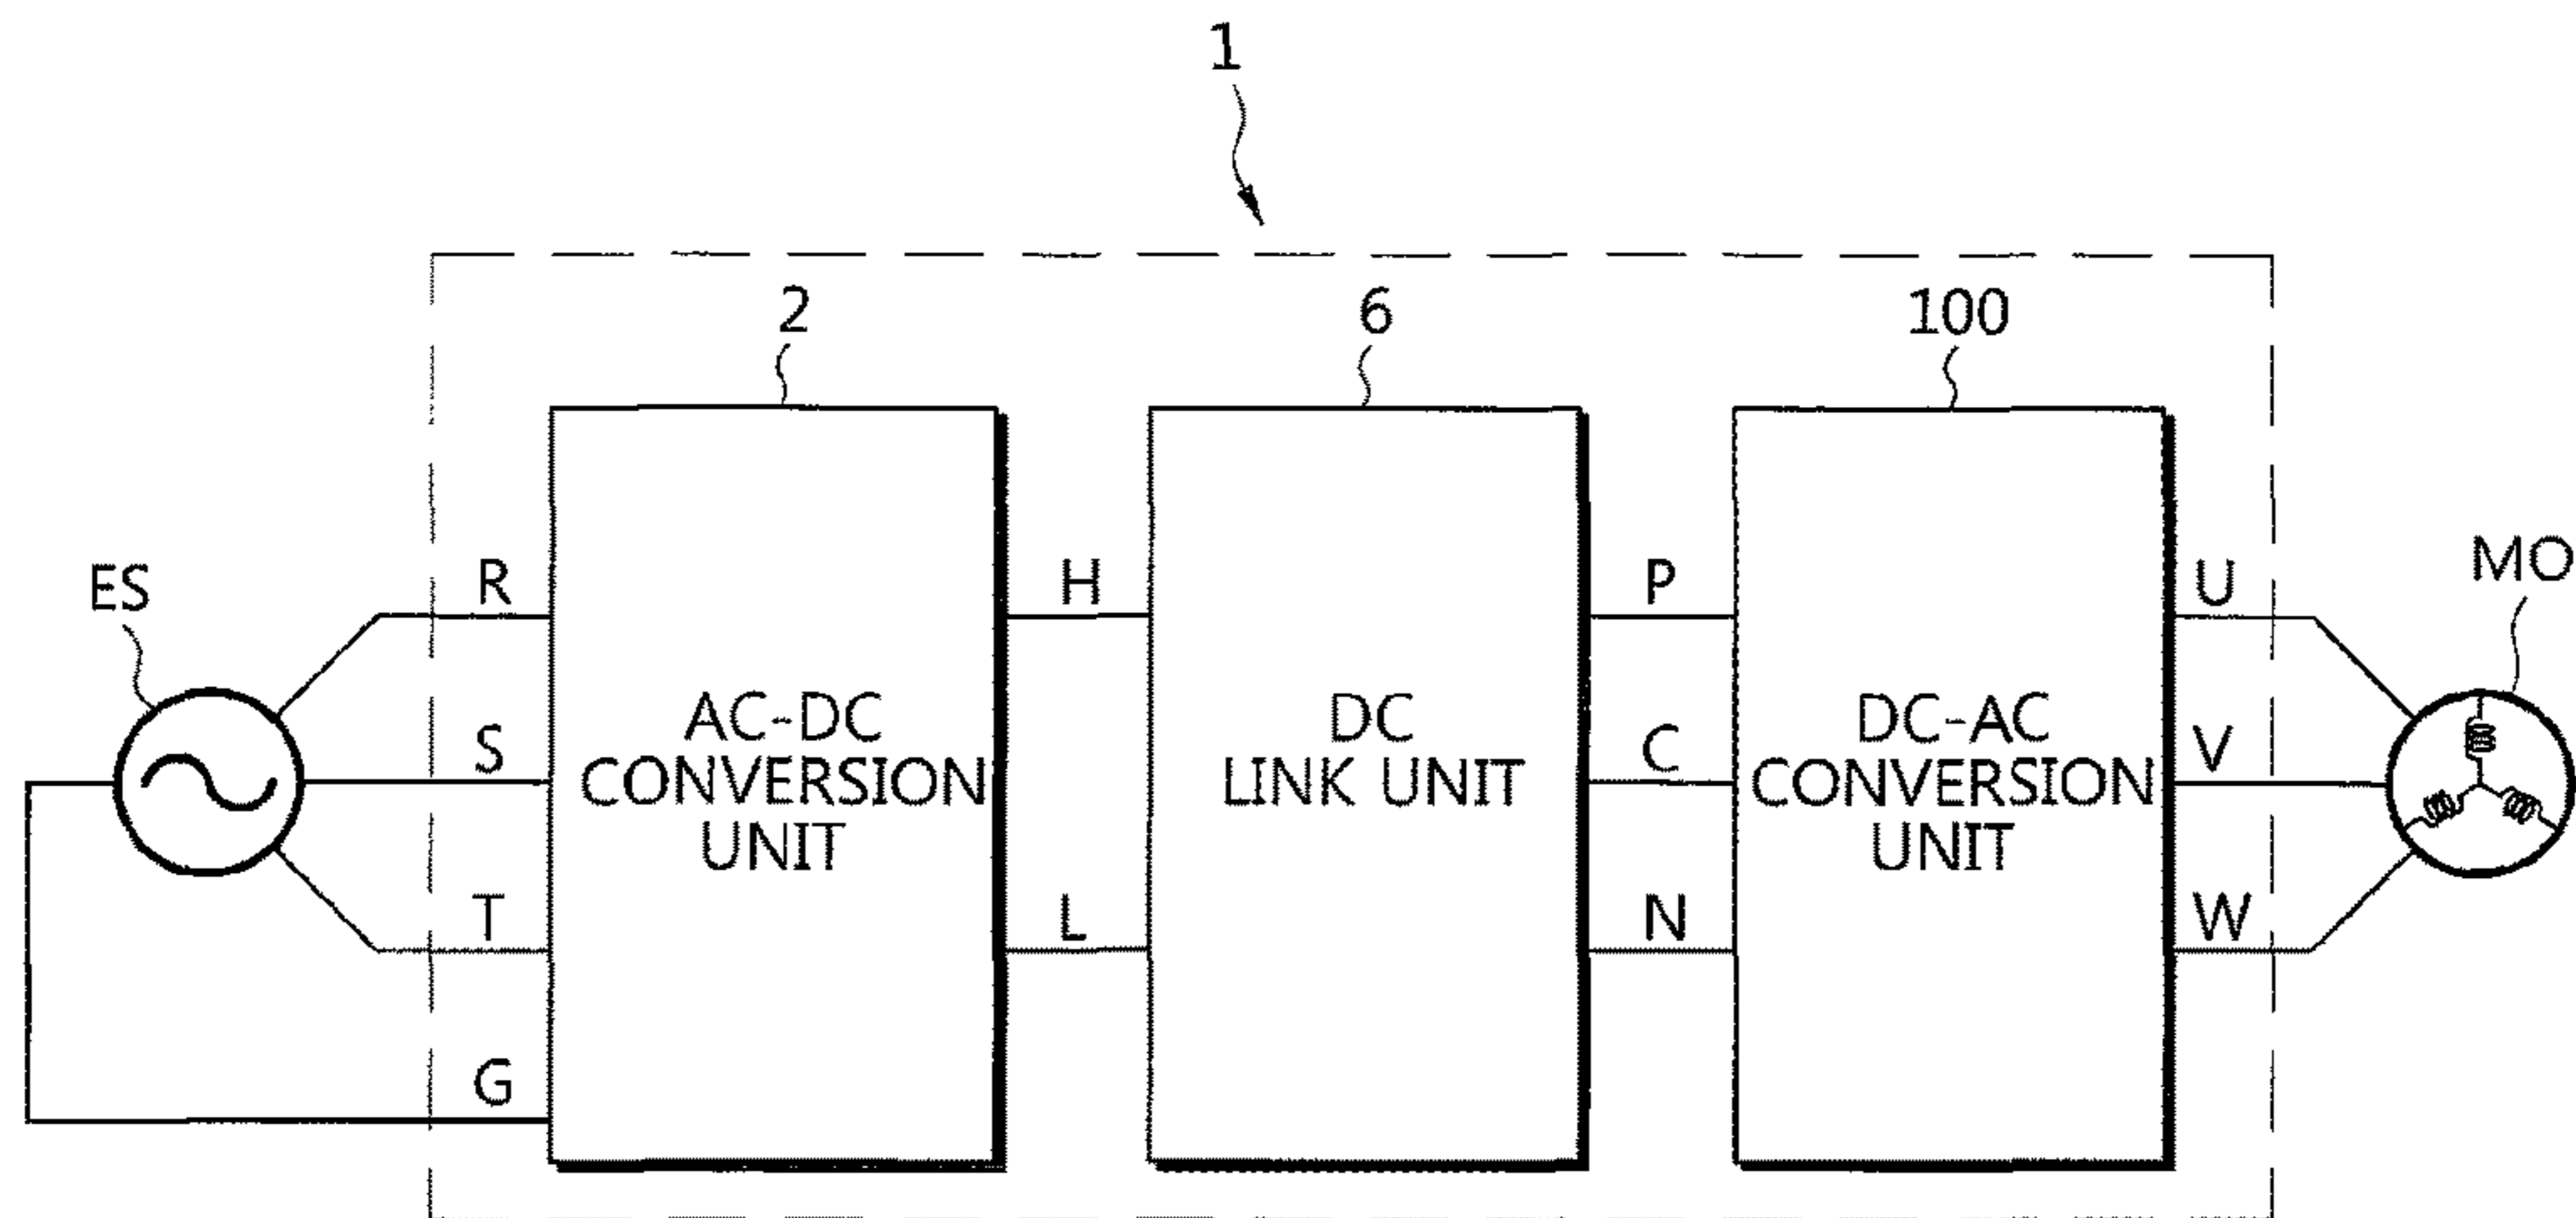 1
2
6
100
ES
R
S
T
G
AC-DC
CONVERSION
UNIT
H
L
DC
LINK UNIT
P
C
N
DC-AC
CONVERSION
UNIT
U
V
W
MO